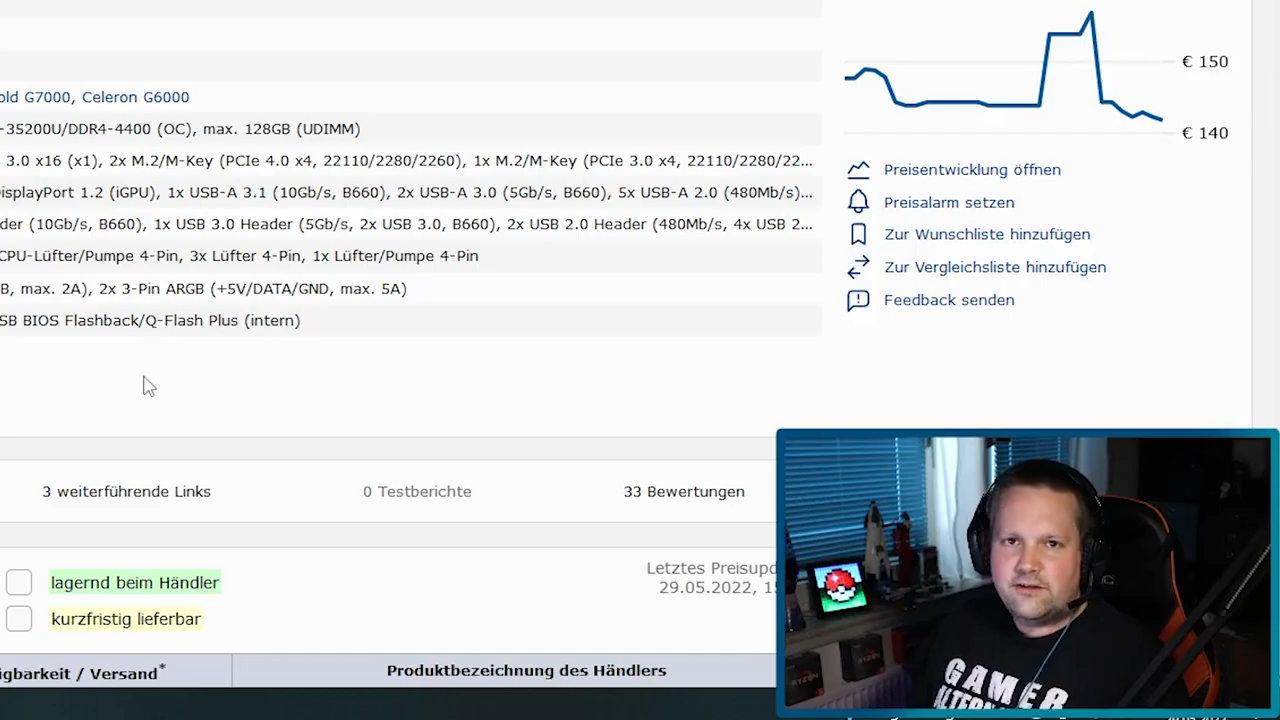 € 150
old G7000, Celeron G6000
-35200U/DDR4-4400 (OC), max. 128GB (UDIMM)
€ 140
3.0 x16 (x1), 2x M.2/M-Key (PCIe 4.0 x4, 22110/2280/2260), 1x M.2/M-Key (PCIe 3.0 x4, 22110/2280/22...
Preisentwicklung öffnen
DisplayPort 1.2 (iGPU), 1x USB-A 3.1 (10Gb/s, B660), 2x USB-A 3.0 (5Gb/s, B660), 5x USB-A 2.0 (480Mb/s)...
Preisalarm setzen
der (10Gb/s, B660), 1x USB 3.0 Header (5Gb/s, 2x USB 3.0, B660), 2x USB 2.0 Header (480Mb/s, 4x USB 2...
Zur Wunschliste hinzufügen
CPU-Lüfter/Pumpe 4-Pin, 3x Lüfter 4-Pin, 1x Lüfter/Pumpe 4-Pin
Zur Vergleichsliste hinzufügen
B, max. 2A), 2x 3-Pin ARGB (+5V/DATA/GND, max. 5A)
Feedback senden
SB BIOS Flashback/Q-Flash Plus (intern)
3 weiterführende Links
0 Testberichte
33 Bewertungen
lagernd beim Händler
Letztes Preisupd
29.05.2022, 15
kurzfristig lieferbar
igbarkeit / Versand*
Produktbezeichnung des Händlers
GAMER
RYZEN